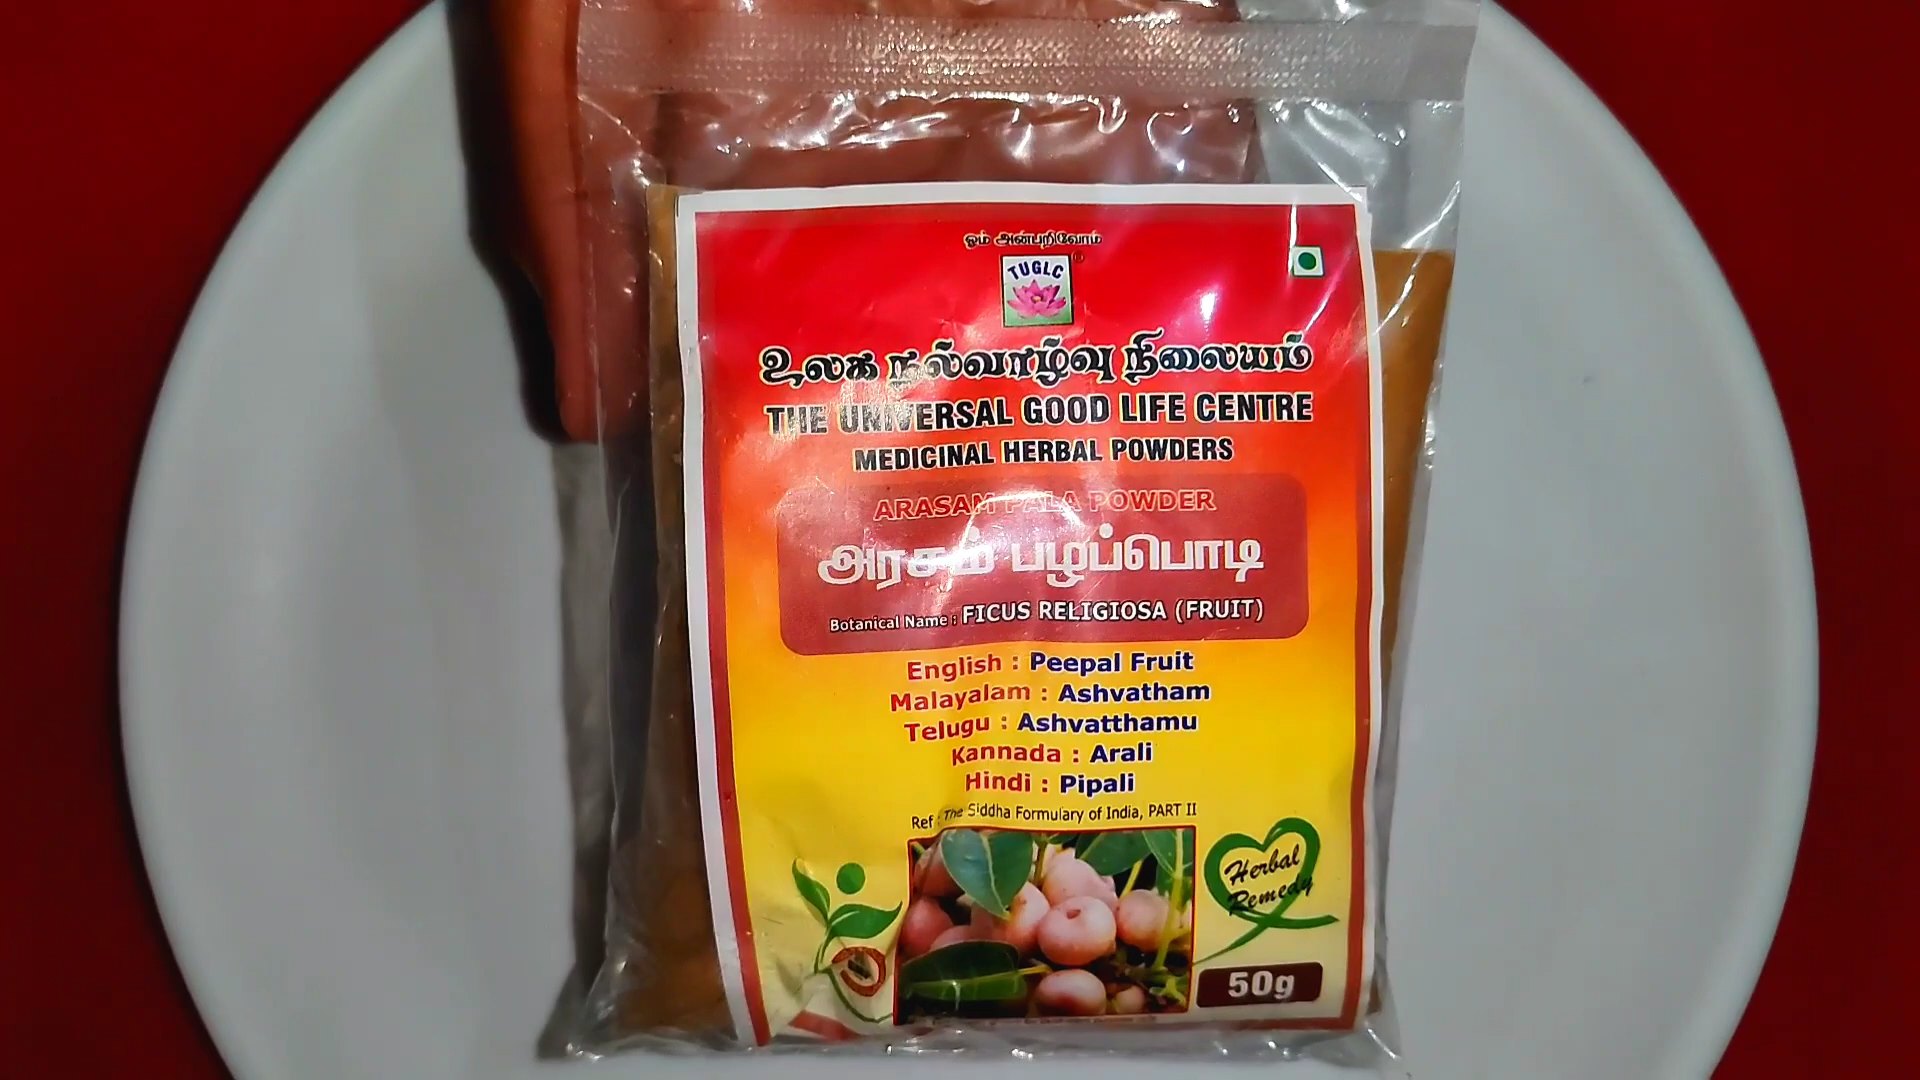 ஓம் அன்பறிவோம்
TUGLC
உலக நல்வாழ்வு நிலையம்
THE UNIVERSAL GOOD LIFE CENTRE
MEDICINAL HERBAL POWDERS
ARASAM PALA POWDER
அரசம் பழப்பொடி
Botanical Name : FICUS RELIGIOSA (FRUIT)
English : Peepal Fruit
Malayalam : Ashvatham
Telugu : Ashvatthamu
Kannada : Arali
Hindi : Pipali
Ref : The Siddha Formulary of India, PART II
Herbal
Remedy
50g